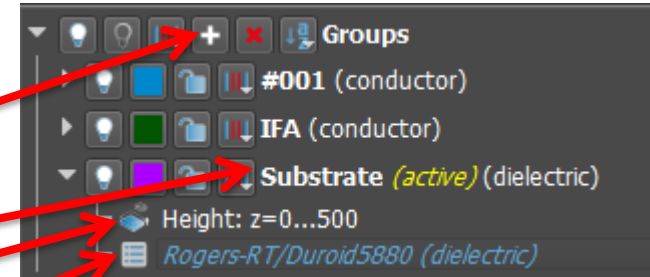 Groups
#001 (conductor)
IFA (conductor)
Substrate (active) (dielectric)
Height: z=0...500
Rogers-RT/Duroid5880 (dielectric)